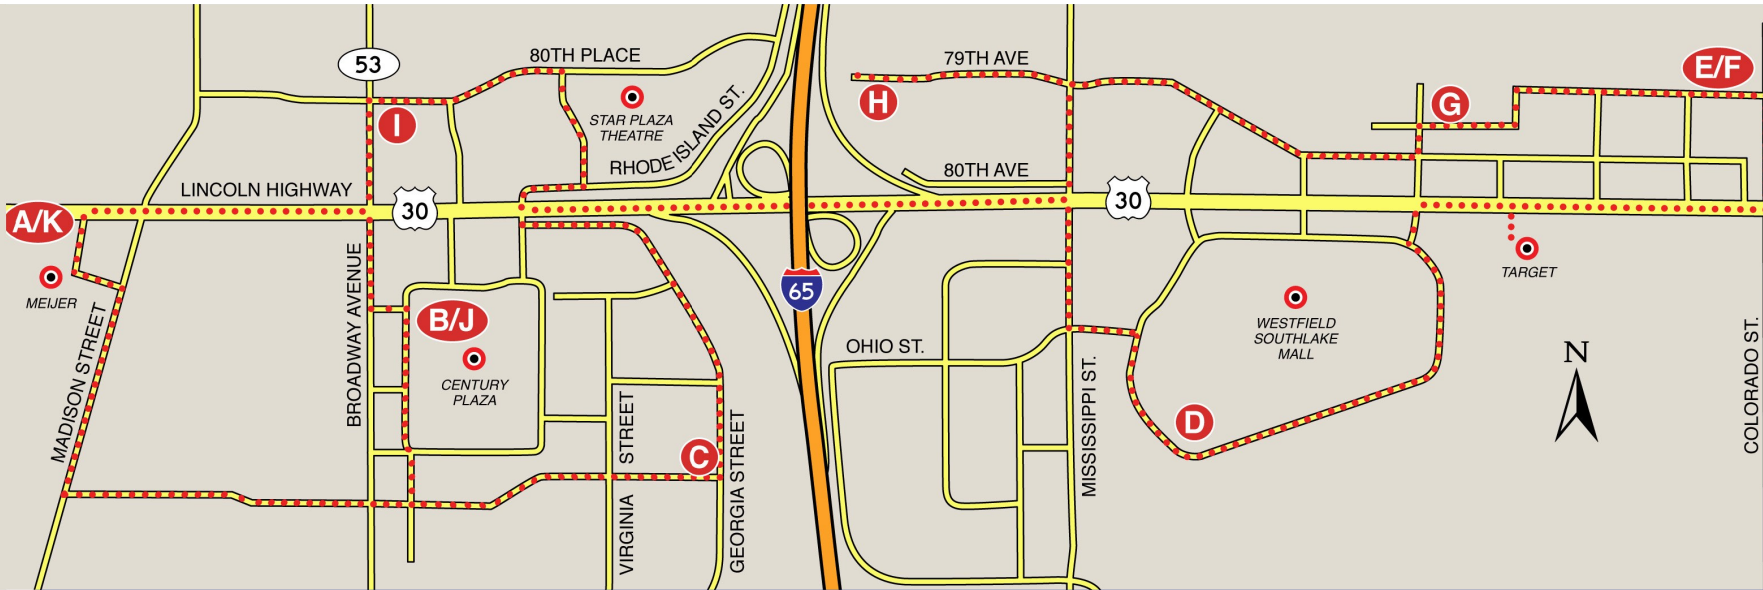 53
80TH PLACE
79TH AVE
E/F
I
STAR PLAZA
THEATRE
RHODE ISLAND ST.
H
G
LINCOLN HIGHWAY
80TH AVE
30
30
A/K
MEIJER
TARGET
65
B/J
CENTURY
PLAZA
WESTFIELD
SOUTHLAKE
MALL
OHIO ST.
N
MADISON STREET
BROADWAY AVENUE
VIRGINIA STREET
C
GEORGIA STREET
MISSISSIPPI ST.
D
COLORADO ST.